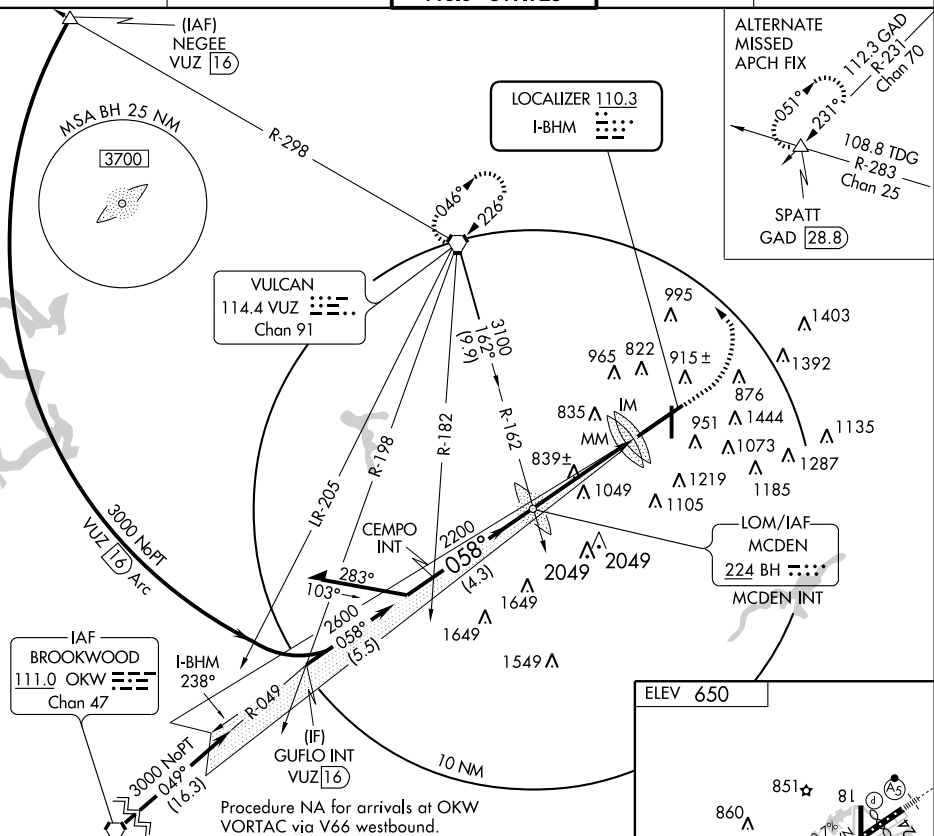 (IAF)
NEGEE
VUZ 16
MSA BH 25 NM
3700
R-298
046°
226°
LOCALIZER 110.3
I-BHM
ALTERNATE
MISSED
APCH FIX
112.3 GAD
R-231
Chan 70
051°
231°
108.8 TDG
R-283
Chan 25
SPATT
GAD 28.8
VULCAN
114.4 VUZ
Chan 91
3100
162°
(9.9)
R-162
995
1403
965
822
915±
1392
876
835
IM
MM
951
1444
1135
1073
1287
839±
1049
1219
1185
1105
LR-205
R-198
R-182
3000 NoPT
VUZ 16 Arc
CEMPO
INT
2200
058°
(4.3)
2049
2049
LOM/IAF
MCDEN
224 BH
MCDEN INT
283°
103°
2600
058°
(5.5)
1649
1649
1549
IAF
BROOKWOOD
111.0 OKW
Chan 47
I-BHM
238°
R-049
3000 NoPT
049°
(16.3)
(IF)
GUFLO INT
VUZ 16
10 NM
Procedure NA for arrivals at OKW
VORTAC via V66 westbound.
ELEV 650
851
860
18
P
A5